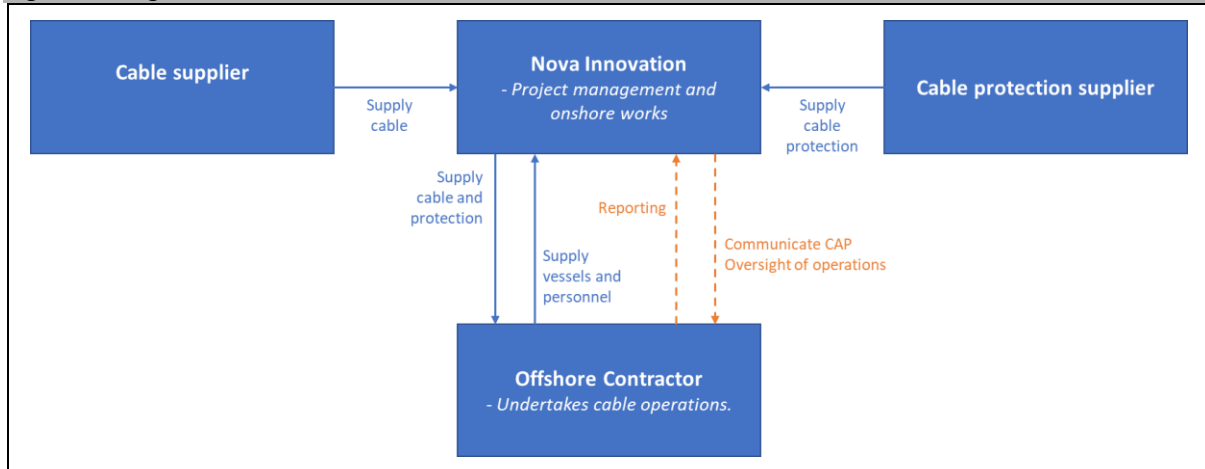 Cable supplier
Nova Innovation
- Project management and
onshore works
Cable protection supplier
Supply
cable
Supply
cable
protection
Supply
cable and
protection
Supply
vessels and
personnel
Reporting
Communicate CAP
Oversight of operations
Offshore Contractor
- Undertakes cable operations.